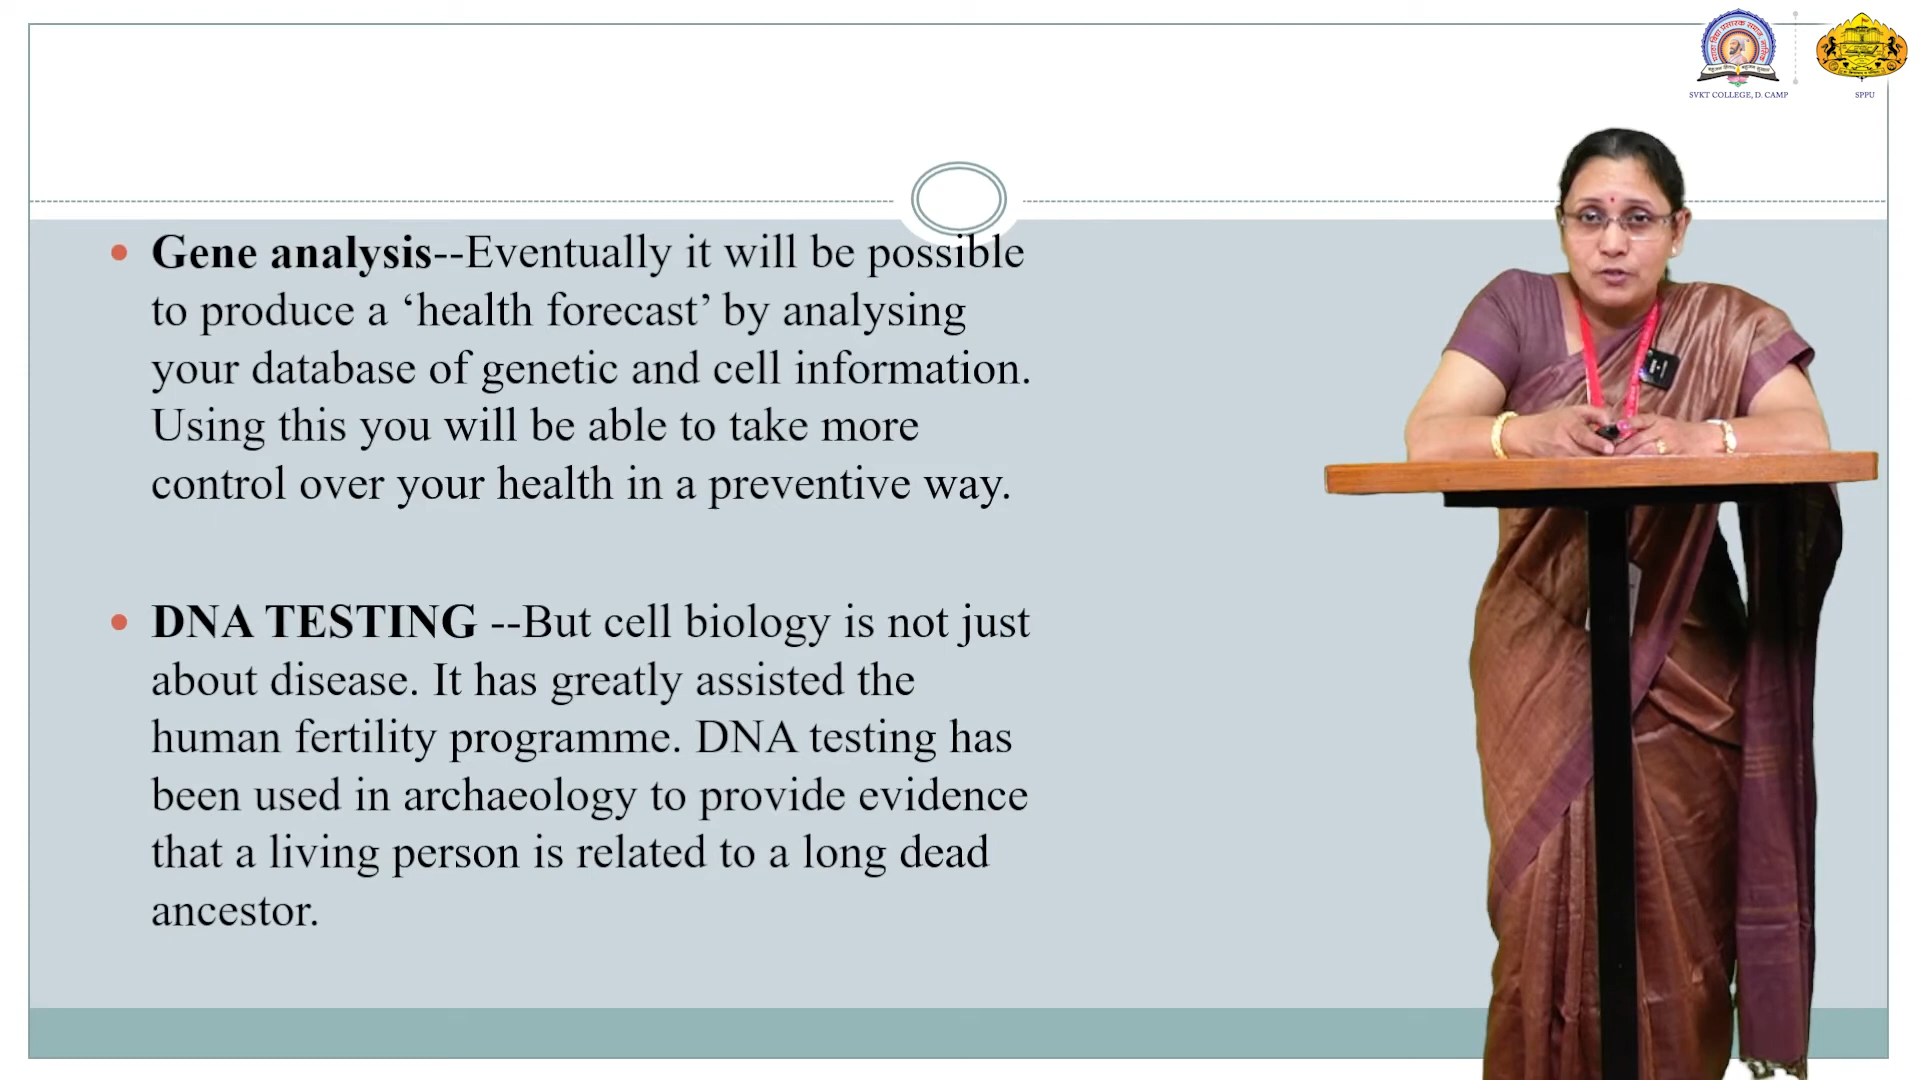 SVKT COLLEGE, D. CAMP
SPPU
Gene analysis--Eventually it will be possible
to produce a ‘health forecast’ by analysing
your database of genetic and cell information.
Using this you will be able to take more
control over your health in a preventive way.
DNA TESTING --But cell biology is not just
about disease. It has greatly assisted the
human fertility programme. DNA testing has
been used in archaeology to provide evidence
that a living person is related to a long dead
ancestor.